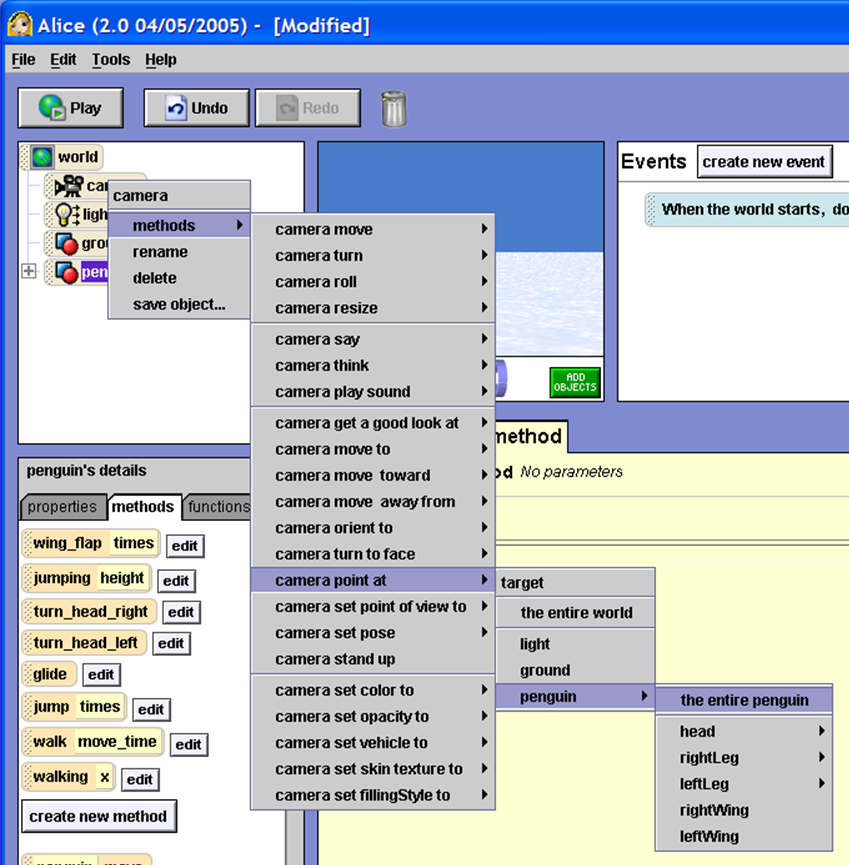 Alice (2.0 04/05/2005) - [Modified]
File Edit Tools Help
Play Undo Redo
world
ca
ligh
grou
pen
camera
methods
rename
delete
save object...
camera move
camera turn
camera roll
camera resize
camera say
camera think
camera play sound
camera get a good look at
camera move to
camera move toward
camera move away from
camera orient to
camera turn to face
camera point at
camera set point of view to
camera set pose
camera stand up
camera set color to
camera set opacity to
camera set vehicle to
camera set skin texture to
camera set fillingStyle to
target
the entire world
light
ground
penguin
the entire penguin
head
rightLeg
leftLeg
rightWing
leftWing
ADD
OBJECTS
Events create new event
When the world starts, do
method
od No parameters
penguin's details
properties methods functions
wing_flap times edit
jumping height edit
turn_head_right edit
turn_head_left edit
glide edit
jump times edit
walk move_time edit
walking x edit
create new method